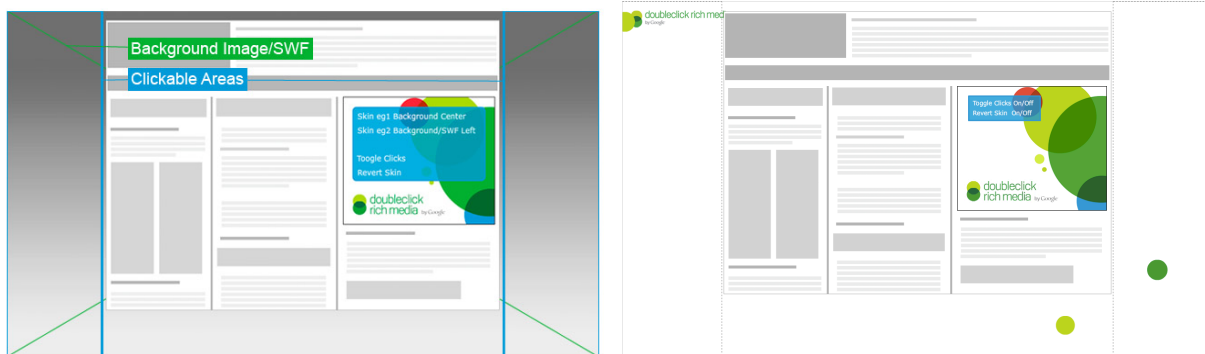 Background Image/SWF
Clickable Areas
Skin eg1 Background Center
Skin eg2 Background/SWF Left
Toogle Clicks
Revert Skin
doubleclick
rich media by Google
doubleclick rich med
by Google
Toggle Clicks On/Off
Revert Skin On/Off
doubleclick
rich media by Google